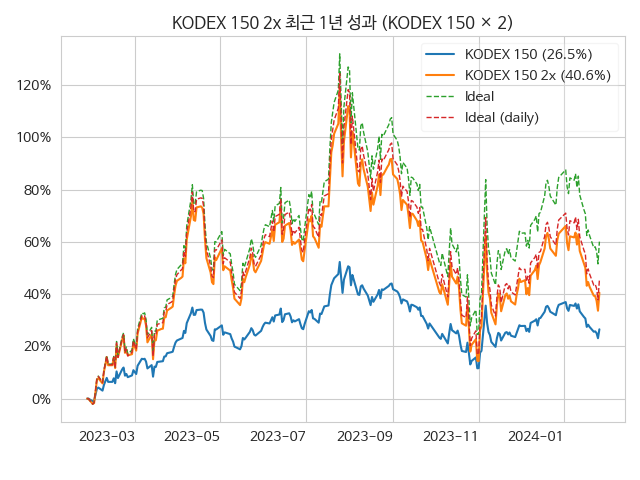 KODEX 150 2x 최근 1년 성과 (KODEX 150 × 2)
KODEX 150 (26.5%)
KODEX 150 2x (40.6%)
Ideal
Ideal (daily)
120%
100%
80%
60%
40%
20%
0%
2023-03 2023-05 2023-07 2023-09 2023-11 2024-01